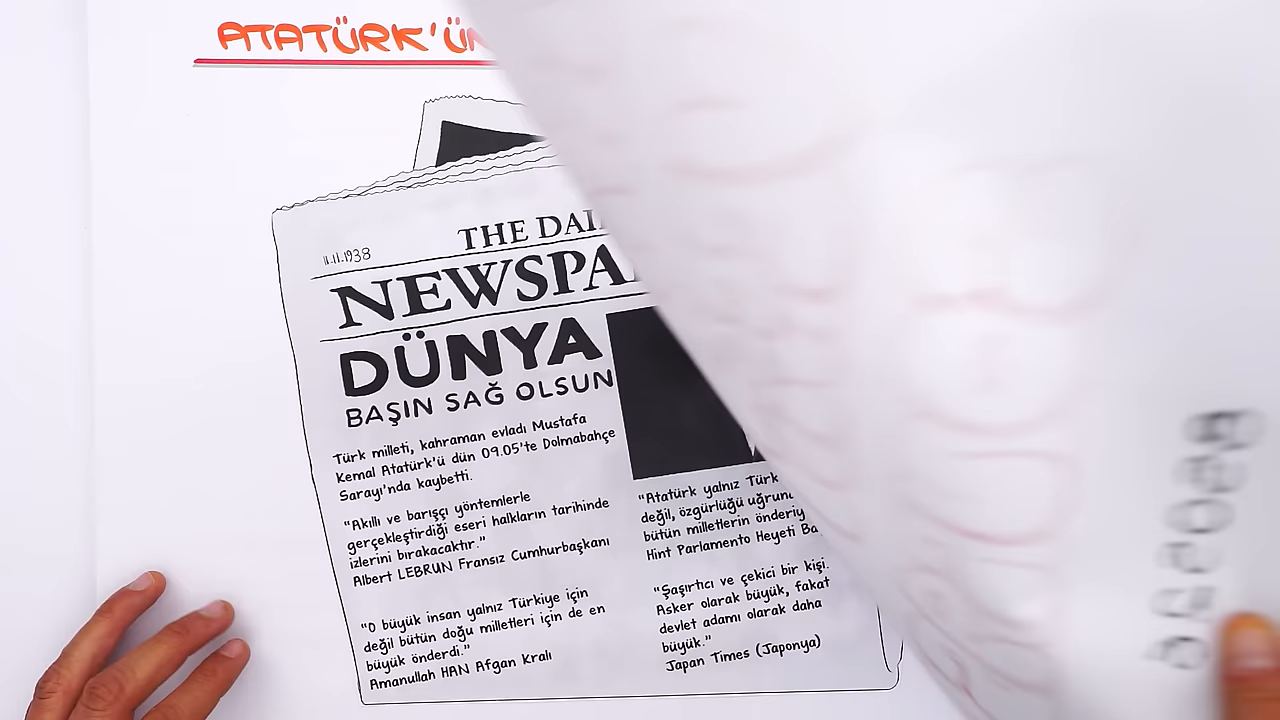 ATATÜRK'ÜN
11.11.1938
THE DAI
NEWSPA
DÜNYA
BAŞIN SAĞ OLSUN
Türk milleti, kahraman evladı Mustafa
Kemal Atatürk'ü dün 09.05'te Dolmabahçe
Sarayı'nda kaybetti.
"Akıllı ve barışçı yöntemlerle
gerçekleştirdiği eseri halkların tarihinde
izlerini bırakacaktır."
Albert LEBRUN Fransız Cumhurbaşkanı
"O büyük insan yalnız Türkiye için
değil bütün doğu milletleri için de en
büyük önderdi."
Amanullah HAN Afgan Kralı
"Atatürk yalnız Türk
değil, özgürlüğü
bütün milletlerin
Hint Parlamento Heyeti
"Şaşırtıcı ve çekici bir kişi.
Asker olarak büyük, fakat
devlet adamı olarak daha
büyük."
Japan Times (Japonya)